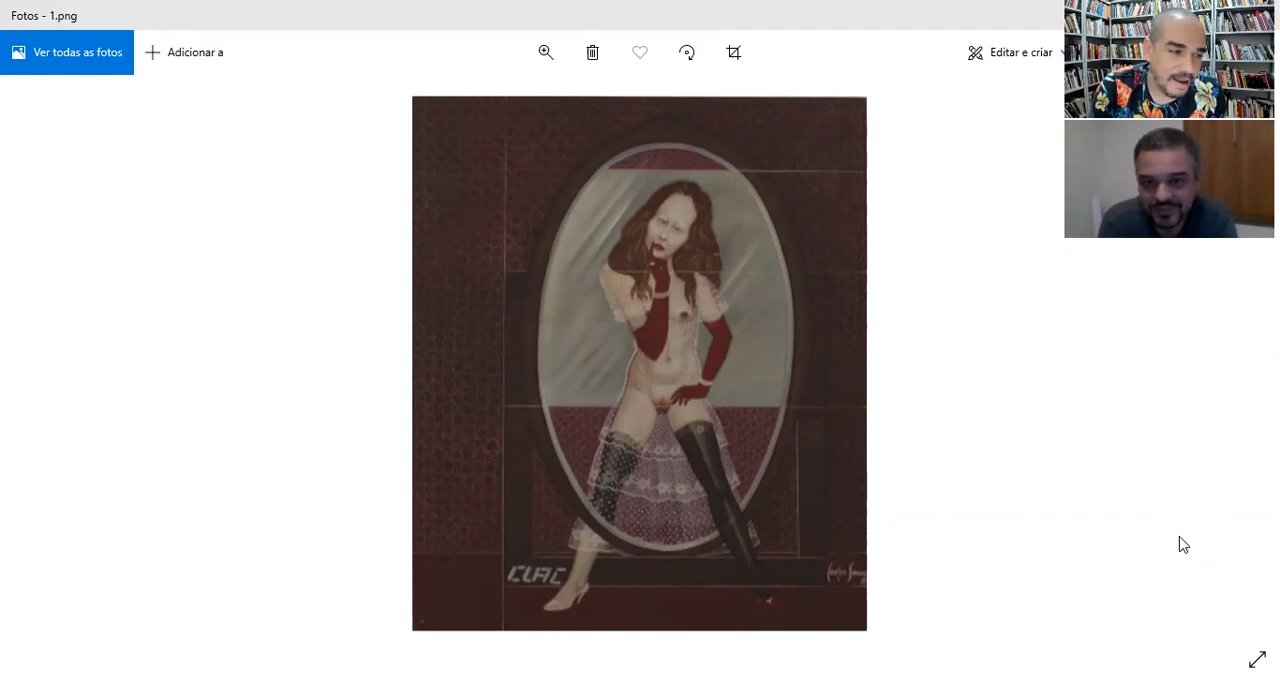 Fotos - 1.png
Ver todas as fotos
Adicionar a
Editar e criar
CLAC